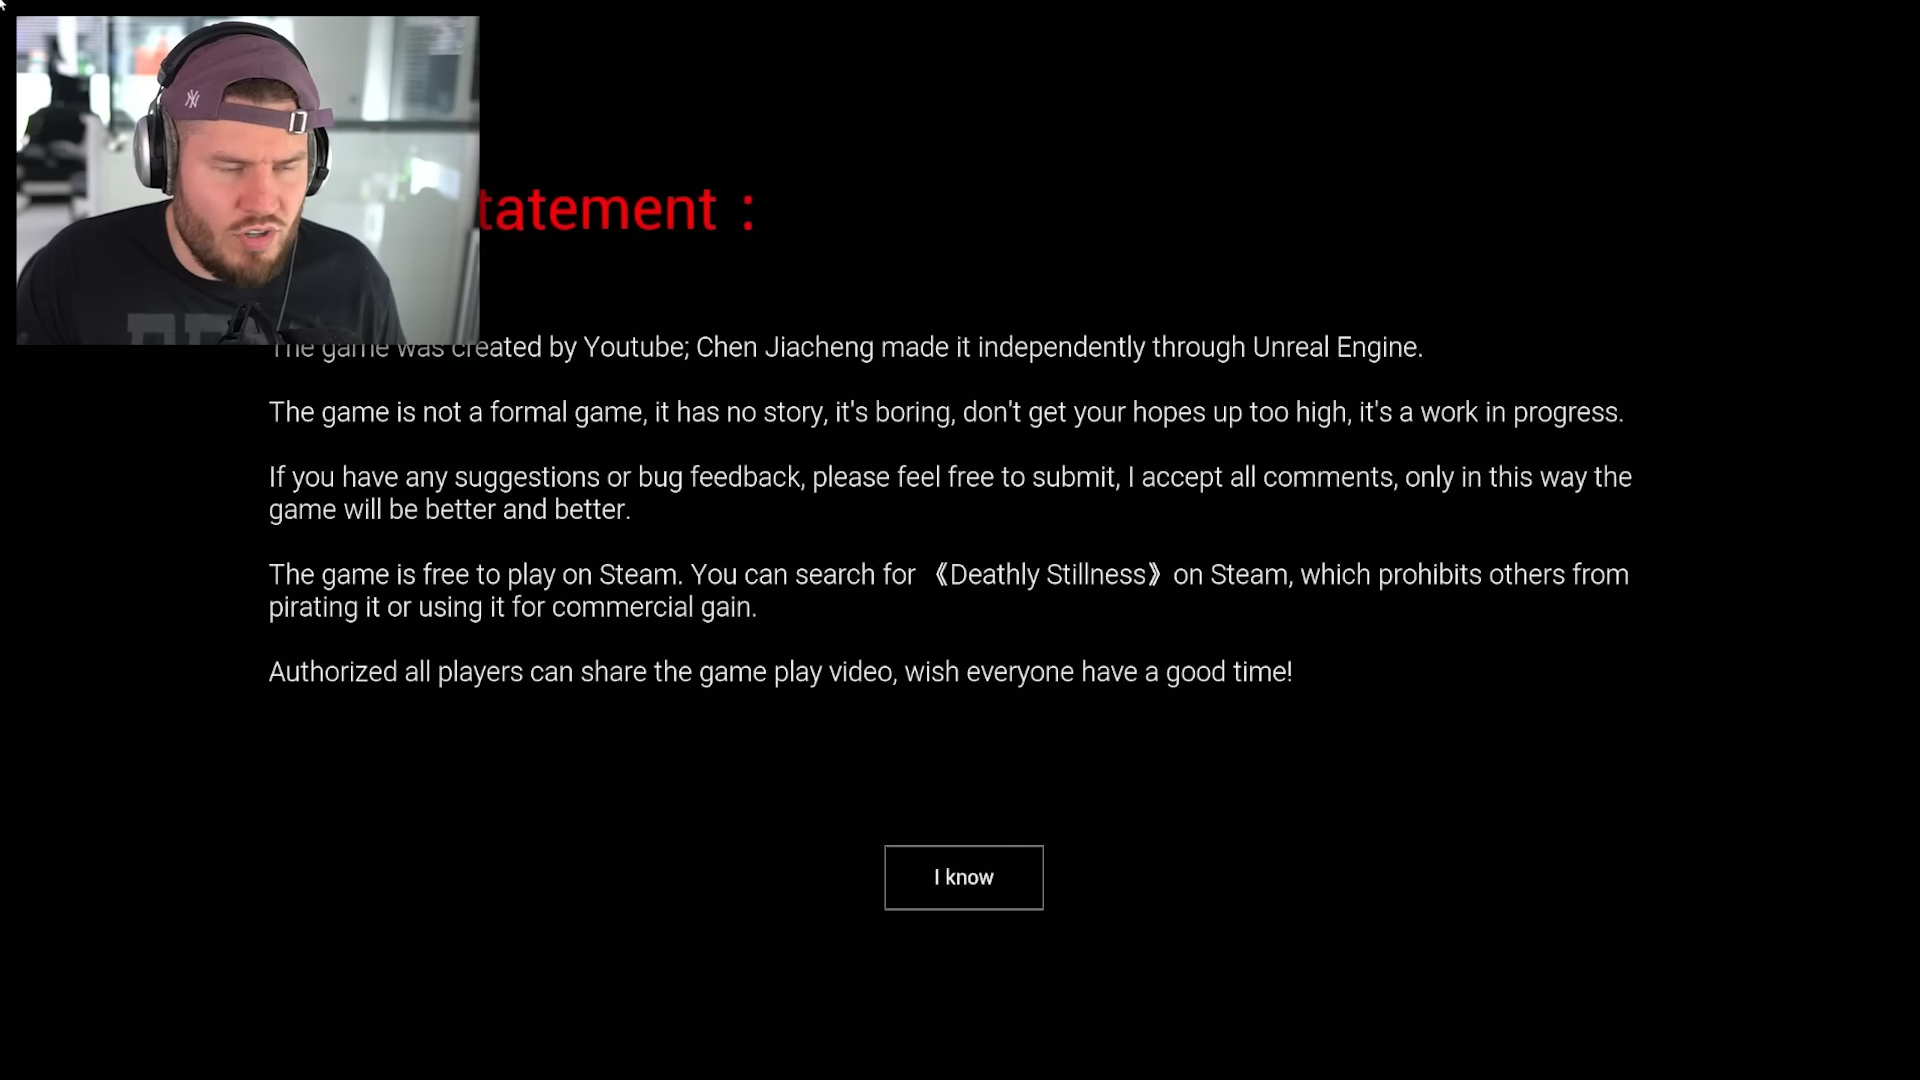 tatement :
The game was created by Youtube; Chen Jiacheng made it independently through Unreal Engine.
The game is not a formal game, it has no story, it's boring, don't get your hopes up too high, it's a work in progress.
If you have any suggestions or bug feedback, please feel free to submit, I accept all comments, only in this way the
game will be better and better.
The game is free to play on Steam. You can search for 《Deathly Stillness》on Steam, which prohibits others from
pirating it or using it for commercial gain.
Authorized all players can share the game play video, wish everyone have a good time!
I know
NY